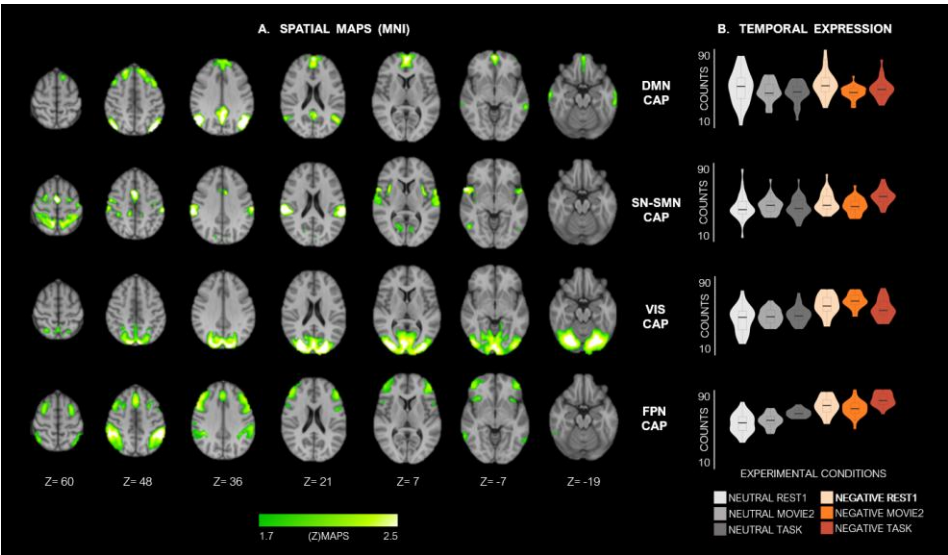 A. SPATIAL MAPS (MNI)
B. TEMPORAL EXPRESSION
DMN
CAP
90
COUNTS
10
SN-SMN
CAP
90
COUNTS
10
VIS
CAP
90
COUNTS
10
FPN
CAP
90
COUNTS
10
Z= 60 Z= 48 Z= 36 Z= 21 Z= 7 Z= -7 Z= -19
1.7 (Z)MAPS 2.5
EXPERIMENTAL CONDITIONS
NEUTRAL REST1 NEGATIVE REST1
NEUTRAL MOVIE2 NEGATIVE MOVIE2
NEUTRAL TASK NEGATIVE TASK